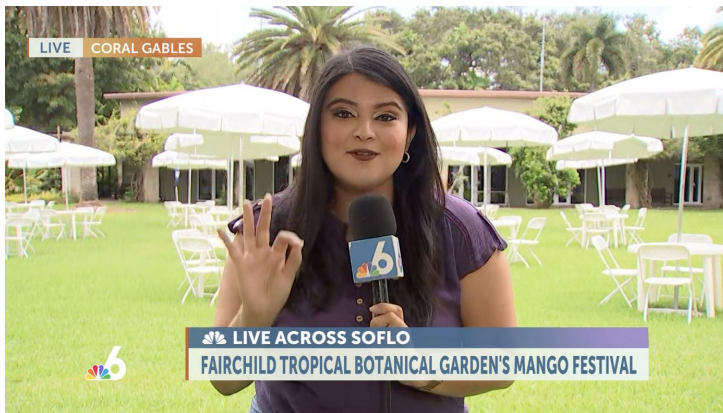 LIVE CORAL GABLES
6
LIVE ACROSS SOFLO
FAIRCHILD TROPICAL BOTANICAL GARDEN'S MANGO FESTIVAL
6